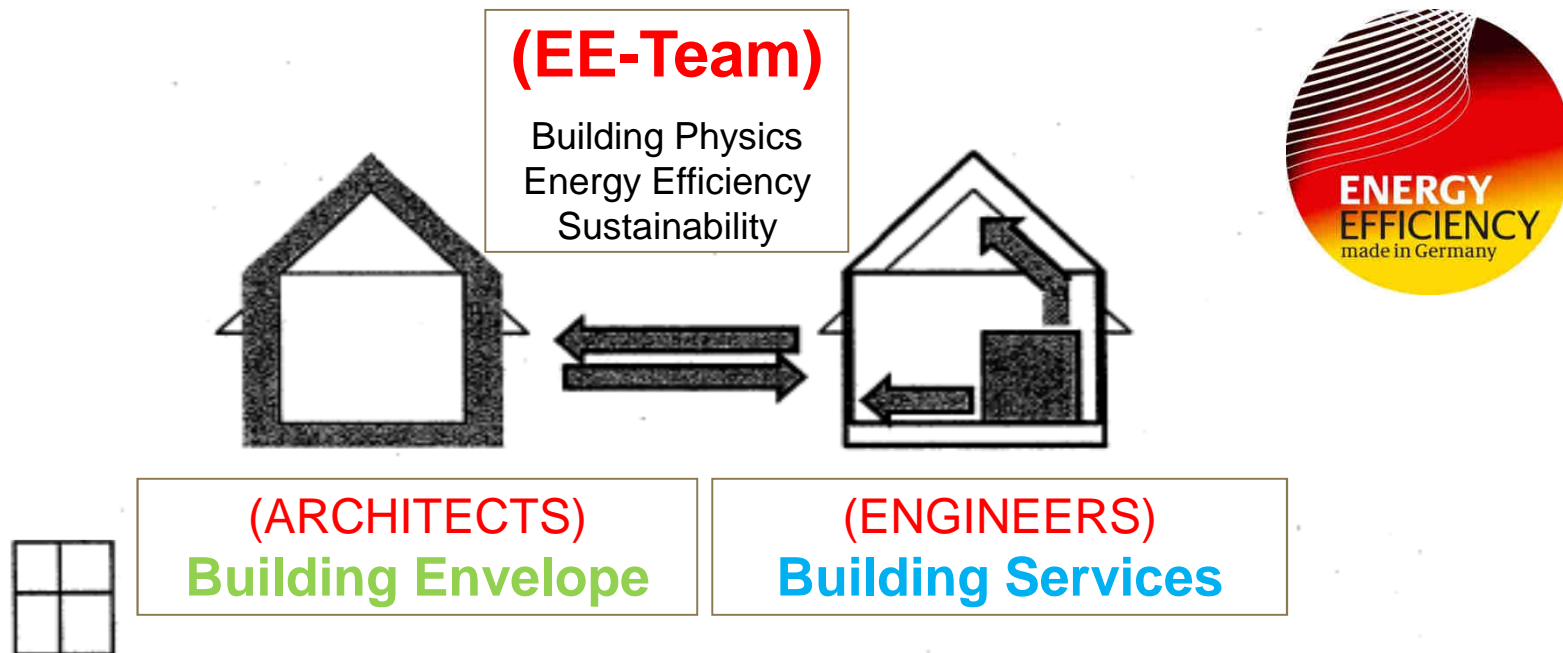 (EE-Team)
Building Physics
Energy Efficiency
Sustainability
ENERGY
EFFICIENCY
made in Germany
(ARCHITECTS)
Building Envelope
(ENGINEERS)
Building Services